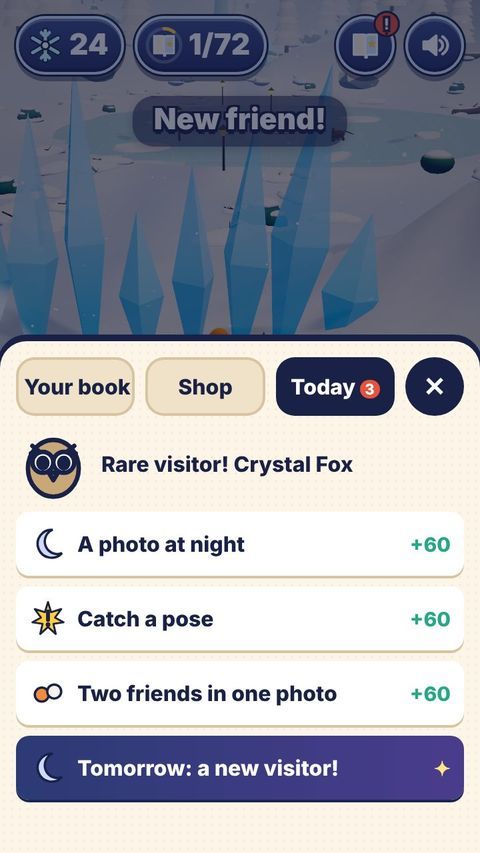 24
1/72
!
New friend!
Your book
Shop
Today 3
Rare visitor! Crystal Fox
A photo at night +60
Catch a pose +60
Two friends in one photo +60
Tomorrow: a new visitor!